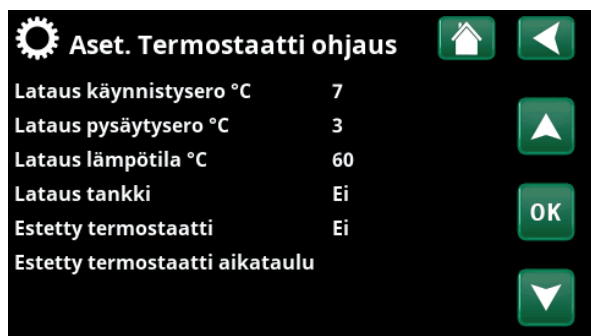 Aset. Termostaatti ohjaus
Lataus käynnistysero °C 7
Lataus pysäytysero °C 3
Lataus lämpötila °C 60
Lataus tankki Ei
Estetty termostaatti Ei
Estetty termostaatti aikataulu
OK